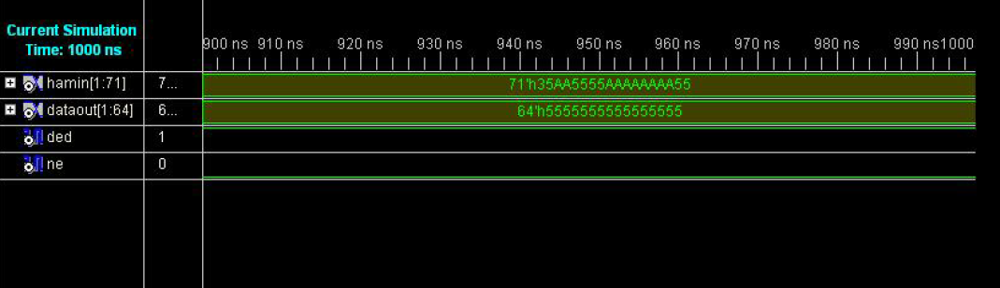 Current Simulation
Time: 1000 ns
900 ns 910 ns 920 ns 930 ns 940 ns 950 ns 960 ns 970 ns 980 ns 990 ns1000
hamin[1:71] 7... 71'h35AA5555AAAAAAAA55
dataout[1:64] 6... 64'h5555555555555555
ded 1
ne 0